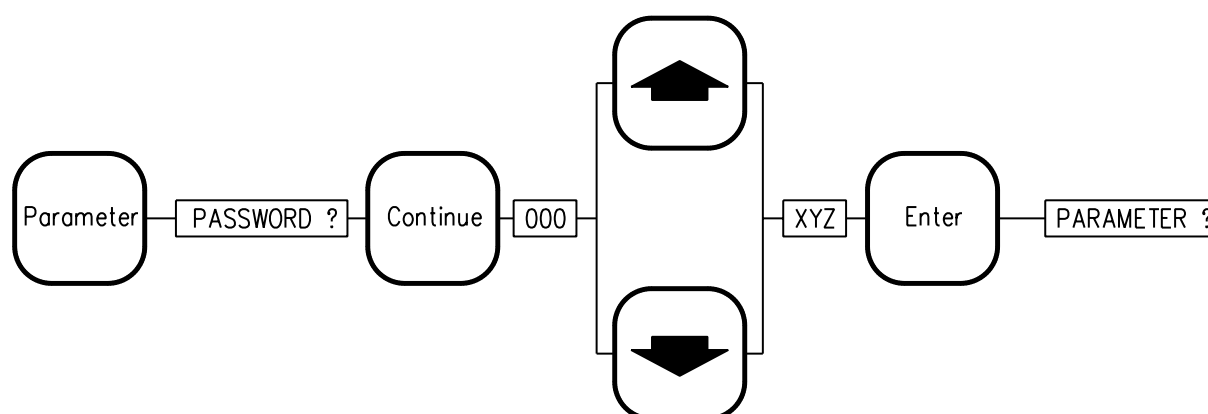 Parameter
PASSWORD ?
Continue
000
XYZ
Enter
PARAMETER ?